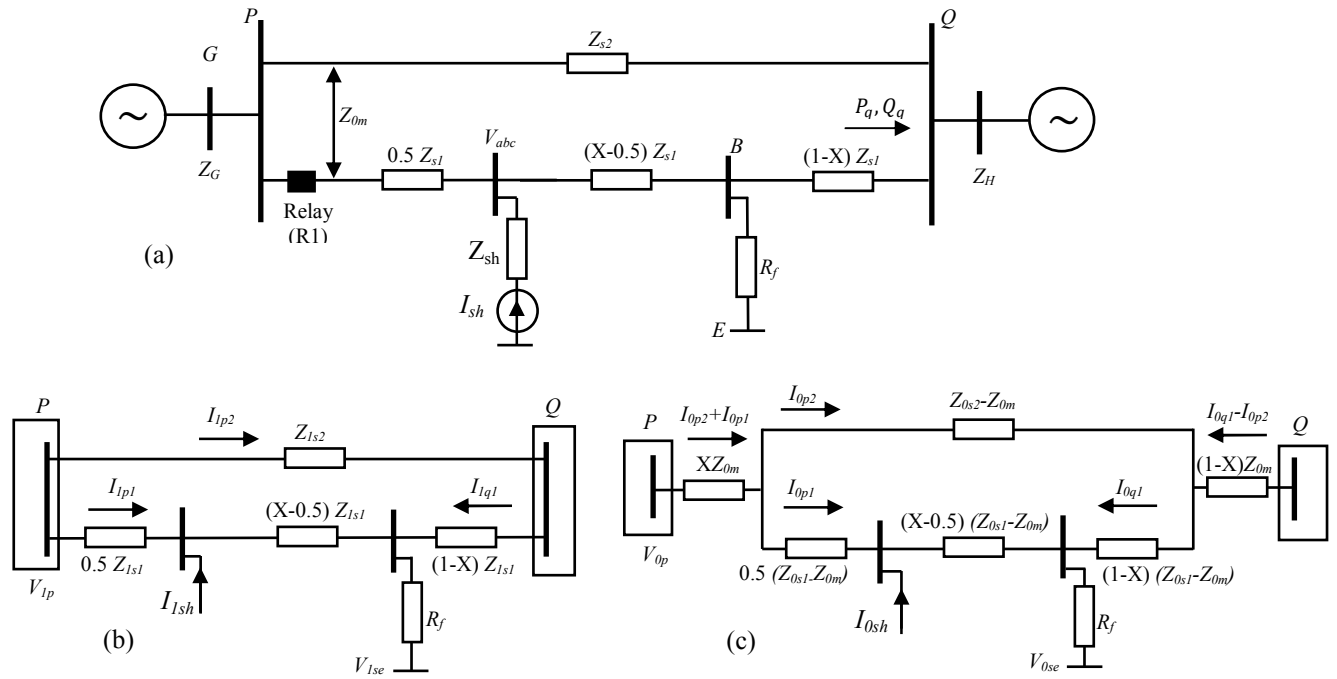 P
Q
G
Z_{s2}
Z_{0m}
P_q, Q_q
Z_G
Z_H
V_{abc}
B
0.5 Z_{s1}
(X-0.5) Z_{s1}
(1-X) Z_{s1}
Relay
(R1)
Z_{sh}
R_f
I_{sh}
E
(a)
P
Q
I_{1p2}
Z_{1s2}
I_{1p1}
I_{1q1}
(X-0.5) Z_{1s1}
0.5 Z_{1s1}
(1-X) Z_{1s1}
V_{1p}
I_{1sh}
R_f
V_{1se}
(b)
P
Q
I_{0p2}+I_{0p1}
I_{0p2}
Z_{0s2}-Z_{0m}
I_{0q1}-I_{0p2}
XZ_{0m}
(1-X)Z_{0m}
I_{0p1}
I_{0q1}
(X-0.5) (Z_{0s1}-Z_{0m})
V_{0p}
0.5 (Z_{0s1}-Z_{0m})
(1-X) (Z_{0s1}-Z_{0m})
I_{0sh}
R_f
V_{0se}
(c)